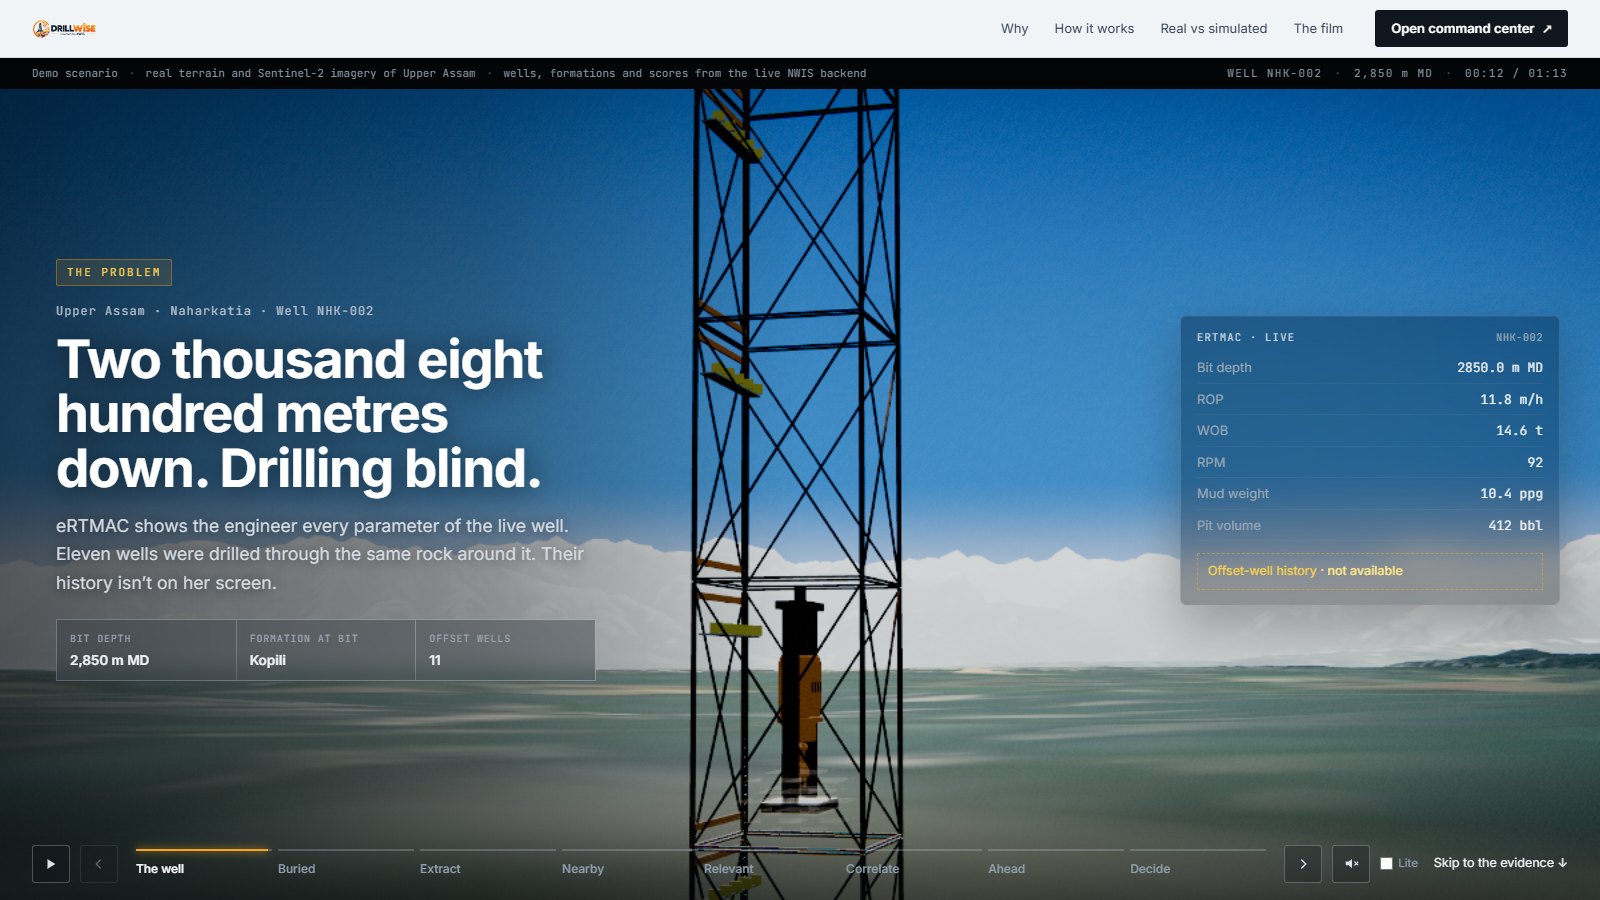 DRILLWISE
Why
How it works
Real vs simulated
The film
Open command center ↗
Demo scenario · real terrain and Sentinel-2 imagery of Upper Assam · wells, formations and scores from the live NWIS backend
WELL NHK-002 · 2,850 m MD · 00:12 / 01:13
THE PROBLEM
Upper Assam · Naharkatia · Well NHK-002
Two thousand eight
hundred metres
down. Drilling blind.
eRTMAC shows the engineer every parameter of the live well.
Eleven wells were drilled through the same rock around it. Their
history isn’t on her screen.
BIT DEPTH
2,850 m MD
FORMATION AT BIT
Kopili
OFFSET WELLS
11
ERTMAC · LIVE
NHK-002
Bit depth 2850.0 m MD
ROP 11.8 m/h
WOB 14.6 t
RPM 92
Mud weight 10.4 ppg
Pit volume 412 bbl
Offset-well history · not available
The well
Buried
Extract
Nearby
Relevant
Correlate
Ahead
Decide
Lite
Skip to the evidence ↓